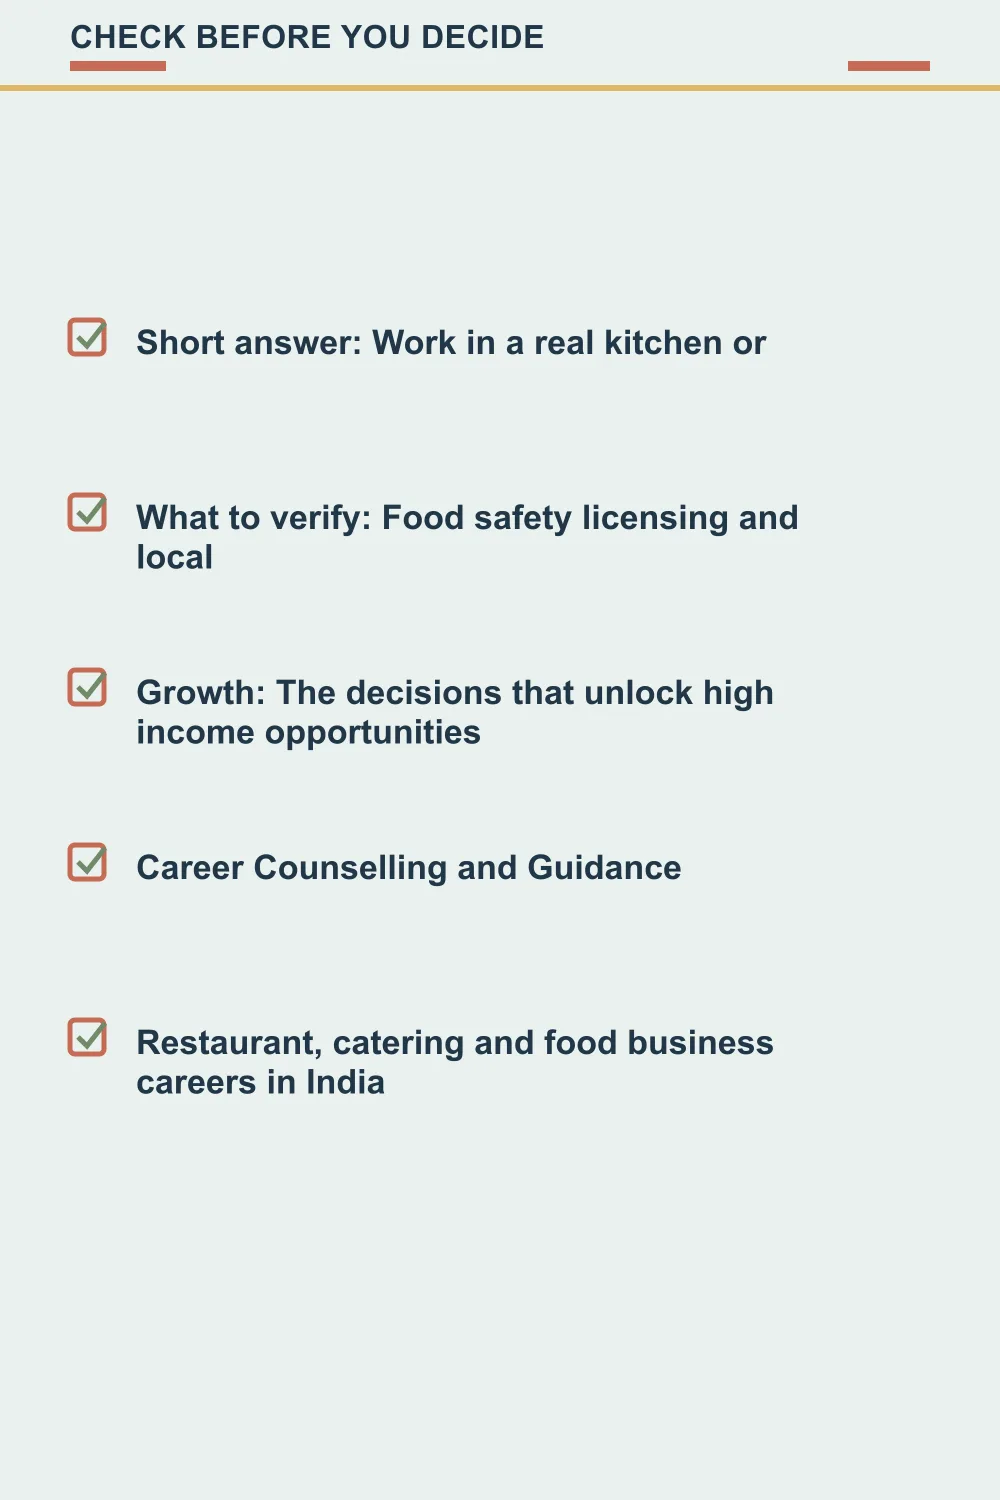 CHECK BEFORE YOU DECIDE
Short answer: Work in a real kitchen or
What to verify: Food safety licensing and
local
Growth: The decisions that unlock high
income opportunities
Career Counselling and Guidance
Restaurant, catering and food business
careers in India